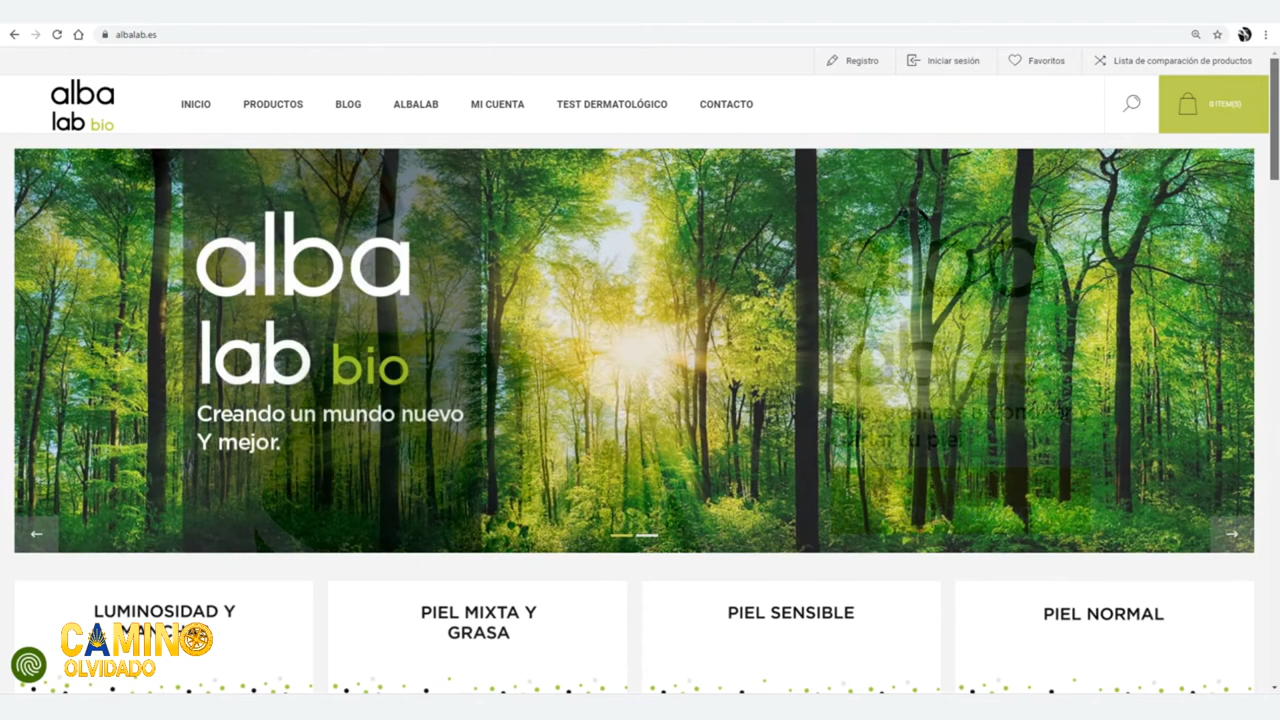 albalab.es
Registro
Iniciar sesión
Favoritos
Lista de comparación de productos
alba
lab bio
INICIO
PRODUCTOS
BLOG
ALBALAB
MI CUENTA
TEST DERMATOLÓGICO
CONTACTO
0 ITEM(S)
alba
lab bio
Creando un mundo nuevo
Y mejor.
LUMINOSIDAD Y
PIEL MIXTA Y
GRASA
PIEL SENSIBLE
PIEL NORMAL
CAMINO
OLVIDADO